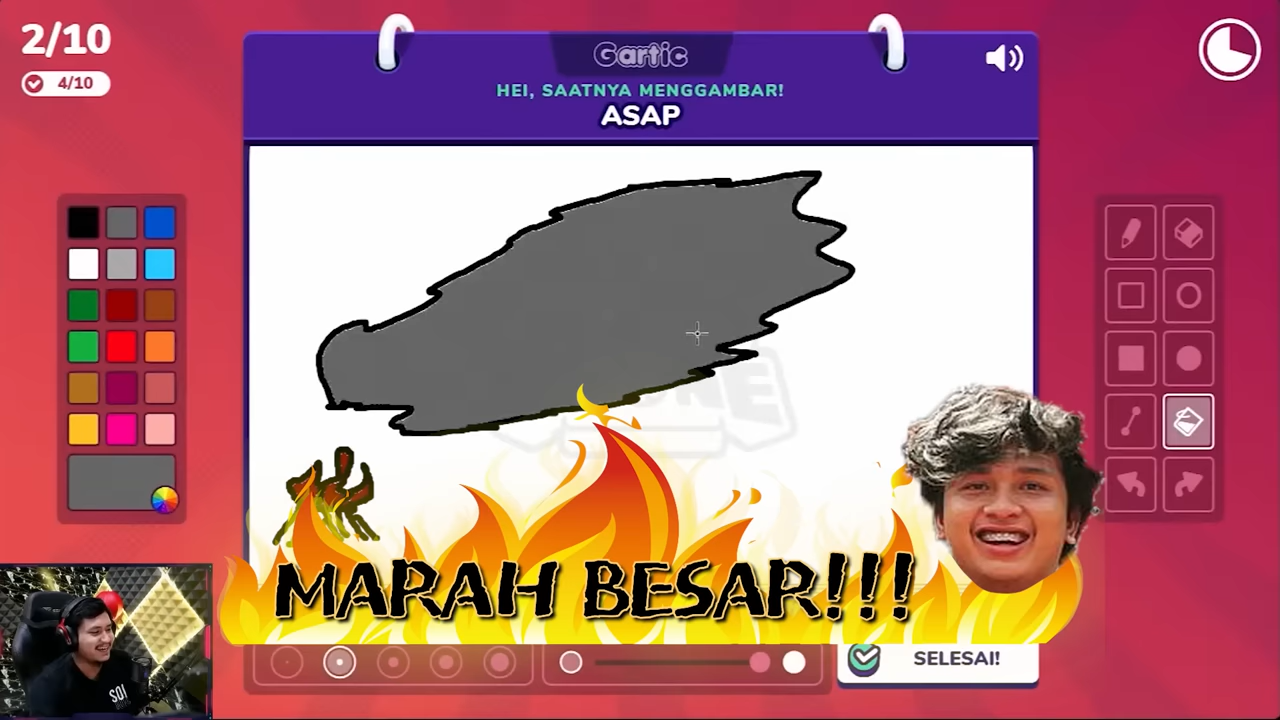 2/10
4/10
Gartic
HEI, SAATNYA MENGGAMBAR!
ASAP
MARAH BESAR!!!
SELESAI!